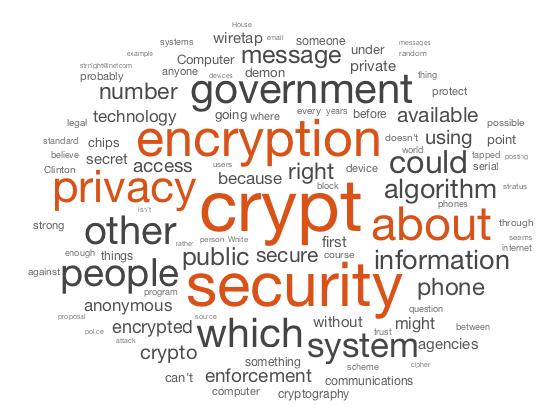 House
systems wiretap email someone messages
example Computer message under random
strnlght@netcom anyone devices demon private thing
probably number government protect
legal technology going where every years before available possible
standard chips encryption doesn't using point
believe secret access users right device could world tapped posting
Clinton because block serial
privacy crypt algorithm stratus
isn't phones
strong other about through
rather person White first seems
enough things public secure course information internet
against people security phone
program
anonymous source question
proposal encrypted which without might between
police trust
attack crypto system agencies
something scheme cipher
can't enforcement communications
computer cryptography